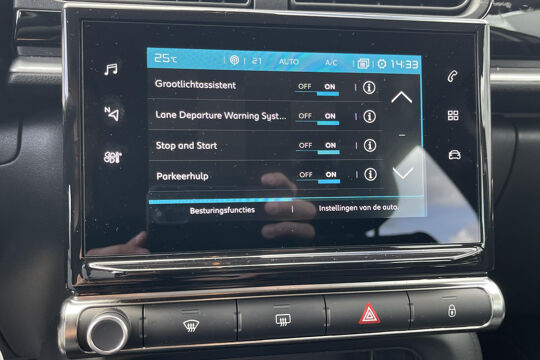 25°C 21 AUTO A/C 14:33
Grootlichtassistent OFF ON
Lane Departure Warning Syst... OFF ON
Stop and Start OFF ON
Parkeerhulp OFF ON
Besturingsfuncties Instellingen van de auto.
N